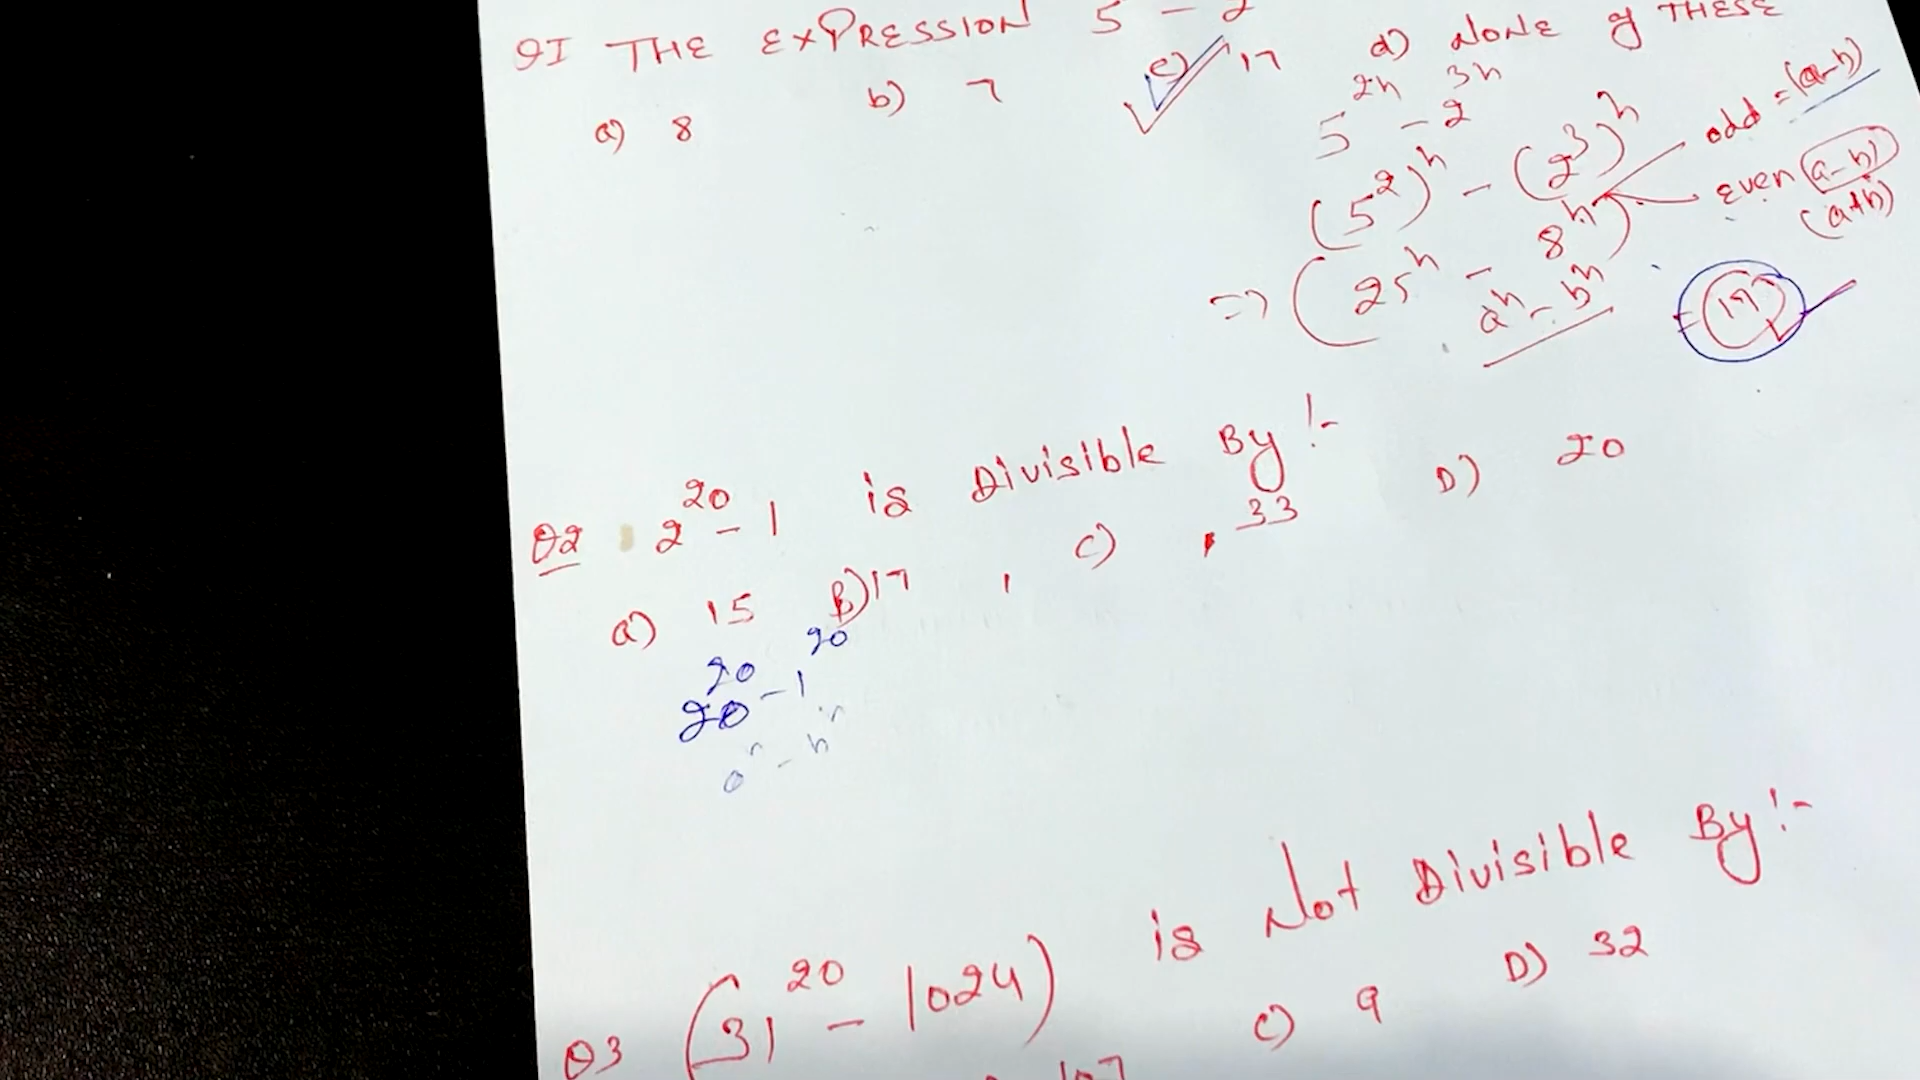 Q1 THE EXPRESSION 5 - 2
a) 8 b) 7 c) 17 d) NONE of THESE
5^2n - 2^3n
(5^2)^n - (2^3)^n odd = (a-b)
even (a-b)
(a+b)
=> (25^n - 8^n)
a^n - b^n
= 17
Q2 2^20 - 1 is Divisible By :-
a) 15 B) 17 , c) 33 D) 20
20^20 - 1^20
a^n - b^n
Q3 (31^20 - 1024) is Not Divisible By :-
c) 9 D) 32